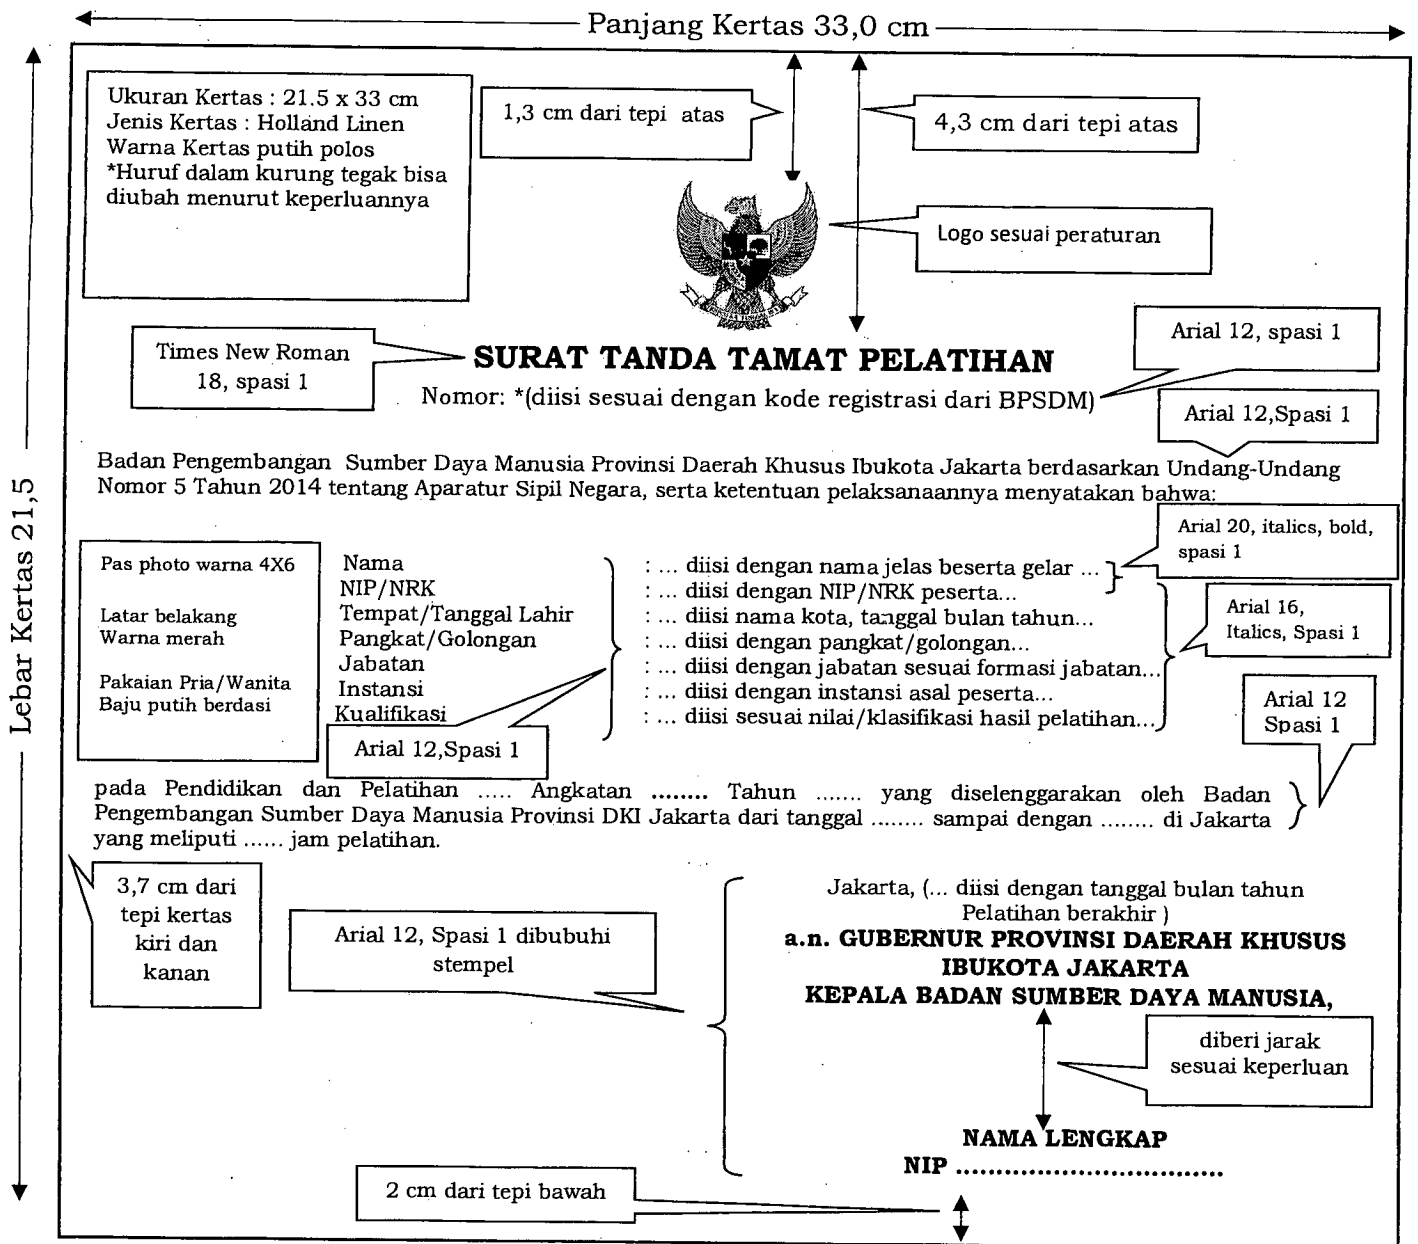 Panjang Kertas 33,0 cm
Lebar Kertas 21,5
Ukuran Kertas : 21.5 x 33 cm
Jenis Kertas : Holland Linen
Warna Kertas putih polos
*Huruf dalam kurung tegak bisa
diubah menurut keperluannya
1,3 cm dari tepi atas
4,3 cm dari tepi atas
Logo sesuai peraturan
Times New Roman
18, spasi 1
SURAT TANDA TAMAT PELATIHAN
Arial 12, spasi 1
Nomor: *(diisi sesuai dengan kode registrasi dari BPSDM)
Arial 12,Spasi 1
Badan Pengembangan Sumber Daya Manusia Provinsi Daerah Khusus Ibukota Jakarta berdasarkan Undang-Undang
Nomor 5 Tahun 2014 tentang Aparatur Sipil Negara, serta ketentuan pelaksanaannya menyatakan bahwa:
Arial 20, italics, bold,
spasi 1
Pas photo warna 4X6
Latar belakang
Warna merah
Pakaian Pria/Wanita
Baju putih berdasi
Nama : ... diisi dengan nama jelas beserta gelar ...
NIP/NRK : ... diisi dengan NIP/NRK peserta...
Tempat/Tanggal Lahir : ... diisi nama kota, tanggal bulan tahun...
Pangkat/Golongan : ... diisi dengan pangkat/golongan...
Jabatan : ... diisi dengan jabatan sesuai formasi jabatan...
Instansi : ... diisi dengan instansi asal peserta...
Kualifikasi : ... diisi sesuai nilai/klasifikasi hasil pelatihan...
Arial 16,
Italics, Spasi 1
Arial 12
Spasi 1
Arial 12,Spasi 1
pada Pendidikan dan Pelatihan ..... Angkatan ........ Tahun ....... yang diselenggarakan oleh Badan
Pengembangan Sumber Daya Manusia Provinsi DKI Jakarta dari tanggal ........ sampai dengan ........ di Jakarta
yang meliputi ...... jam pelatihan.
3,7 cm dari
tepi kertas
kiri dan
kanan
Arial 12, Spasi 1 dibubuhi
stempel
Jakarta, (... diisi dengan tanggal bulan tahun
Pelatihan berakhir )
a.n. GUBERNUR PROVINSI DAERAH KHUSUS
IBUKOTA JAKARTA
KEPALA BADAN SUMBER DAYA MANUSIA,
diberi jarak
sesuai keperluan
NAMA LENGKAP
NIP .................................
2 cm dari tepi bawah